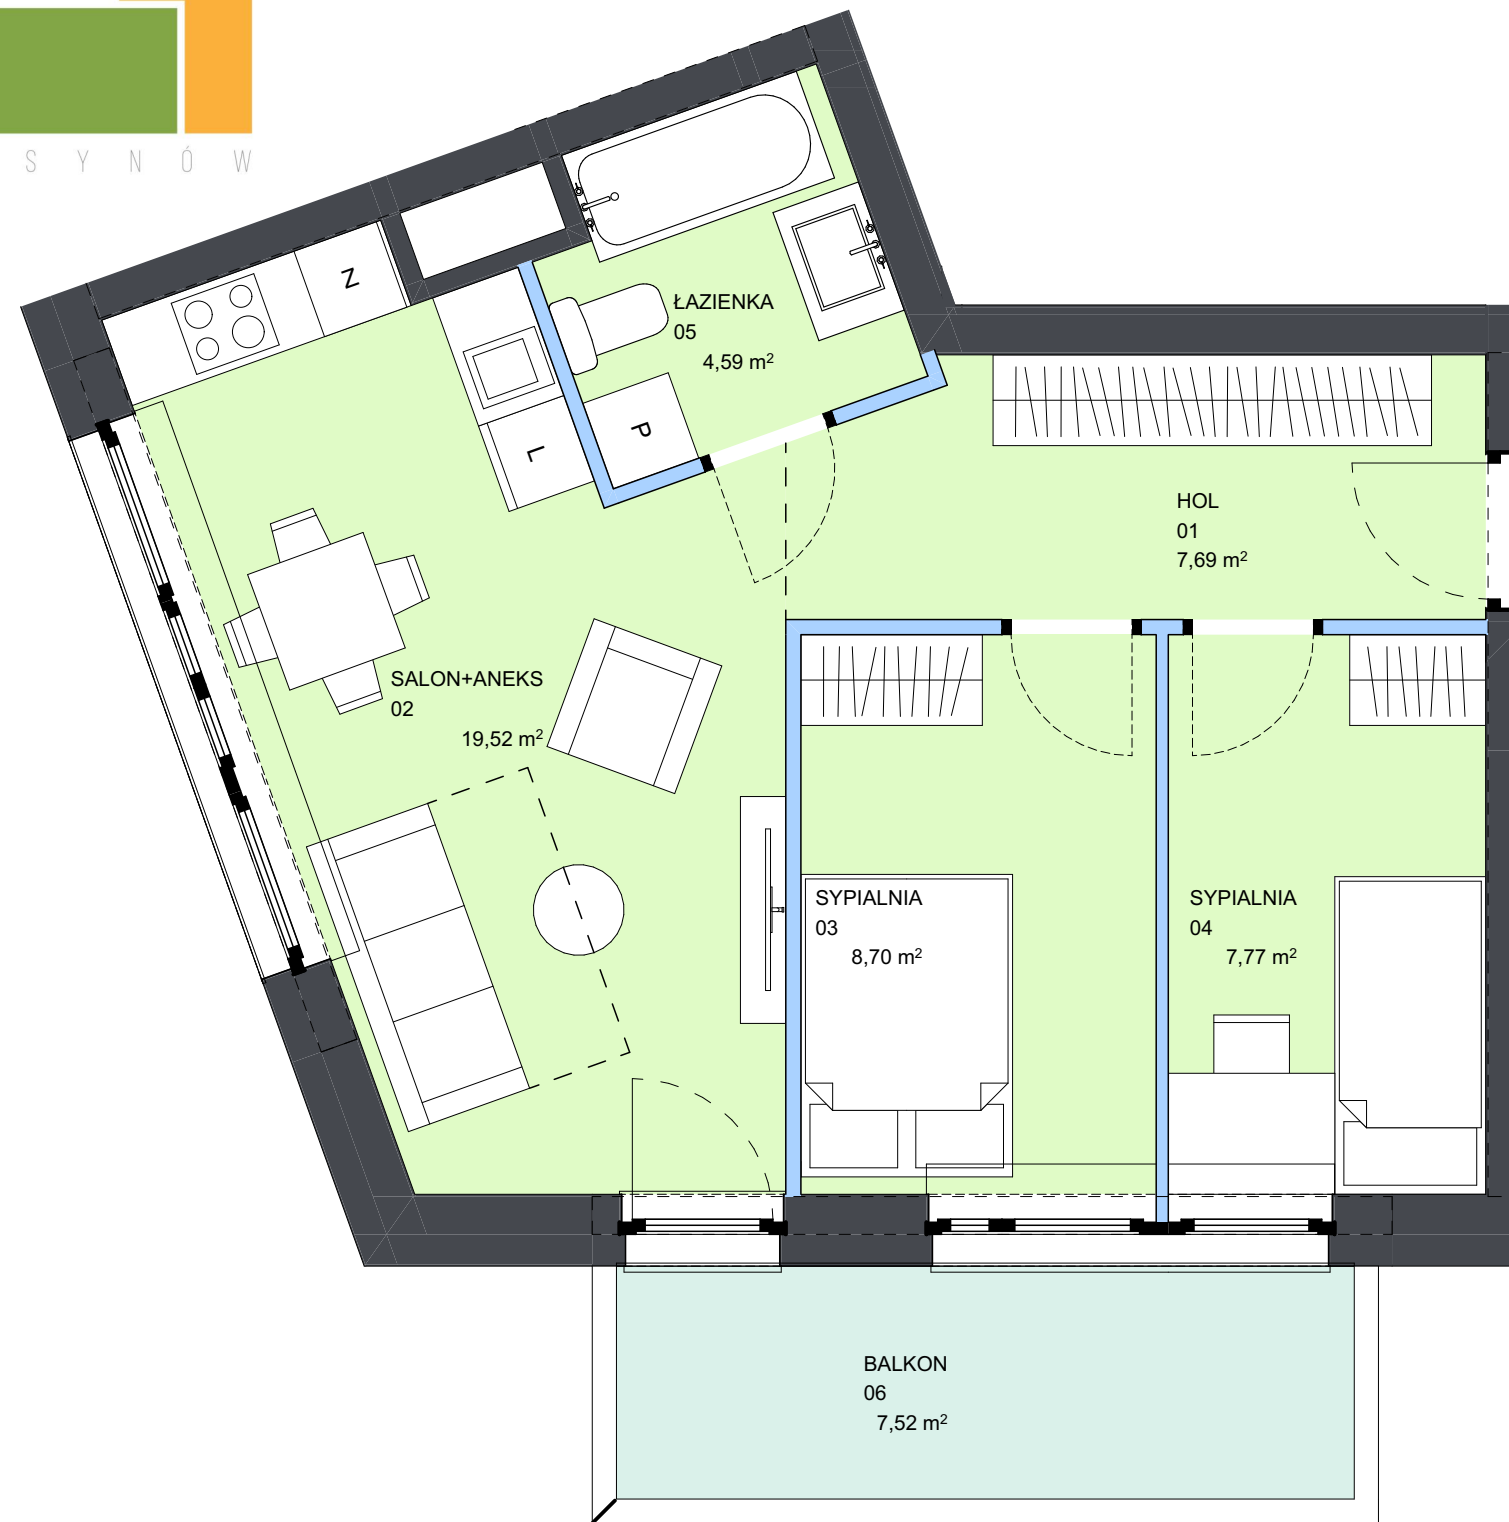 SYNÓW
Z
ŁAZIENKA
05
4,59 m²
P
L
HOL
01
7,69 m²
SALON+ANEKS
02
19,52 m²
SYPIALNIA
03
8,70 m²
SYPIALNIA
04
7,77 m²
BALKON
06
7,52 m²